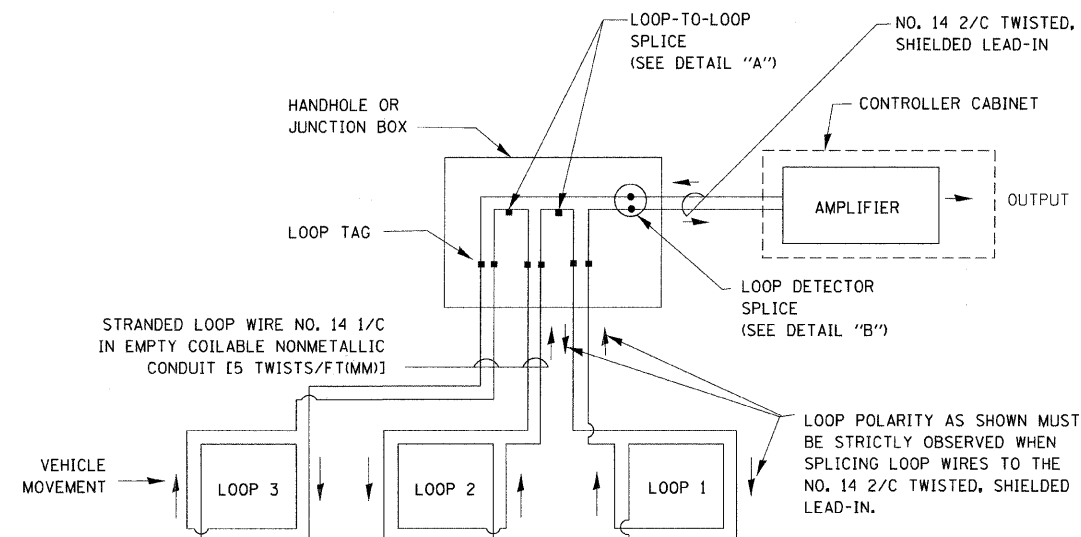 LOOP-TO-LOOP
SPLICE
(SEE DETAIL "A")
NO. 14 2/C TWISTED,
SHIELDED LEAD-IN
HANDHOLE OR
JUNCTION BOX
CONTROLLER CABINET
AMPLIFIER
OUTPUT
LOOP TAG
LOOP DETECTOR
SPLICE
(SEE DETAIL "B")
STRANDED LOOP WIRE NO. 14 1/C
IN EMPTY COILABLE NONMETALLIC
CONDUIT [5 TWISTS/FT(MM)]
LOOP POLARITY AS SHOWN MUST
BE STRICTLY OBSERVED WHEN
SPLICING LOOP WIRES TO THE
NO. 14 2/C TWISTED, SHIELDED
LEAD-IN.
VEHICLE
MOVEMENT
LOOP 3
LOOP 2
LOOP 1